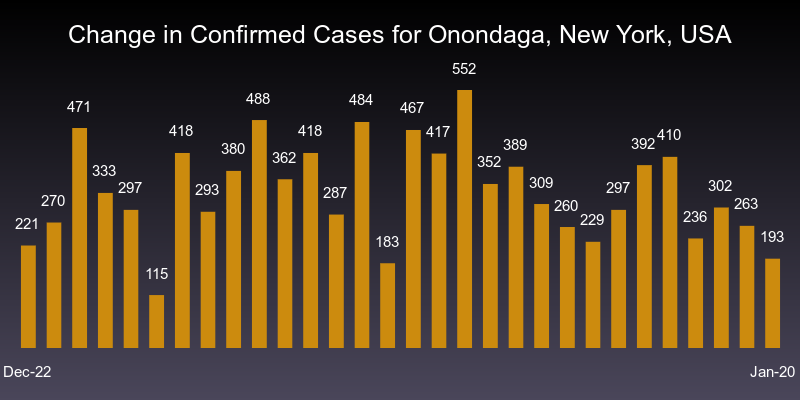 Change in Confirmed Cases for Onondaga, New York, USA
221 270 471 333 297 115 418 293 380 488 362 418 287 484 183 467 417 552 352 389 309 260 229 297 392 410 236 302 263 193
Dec-22 Jan-20